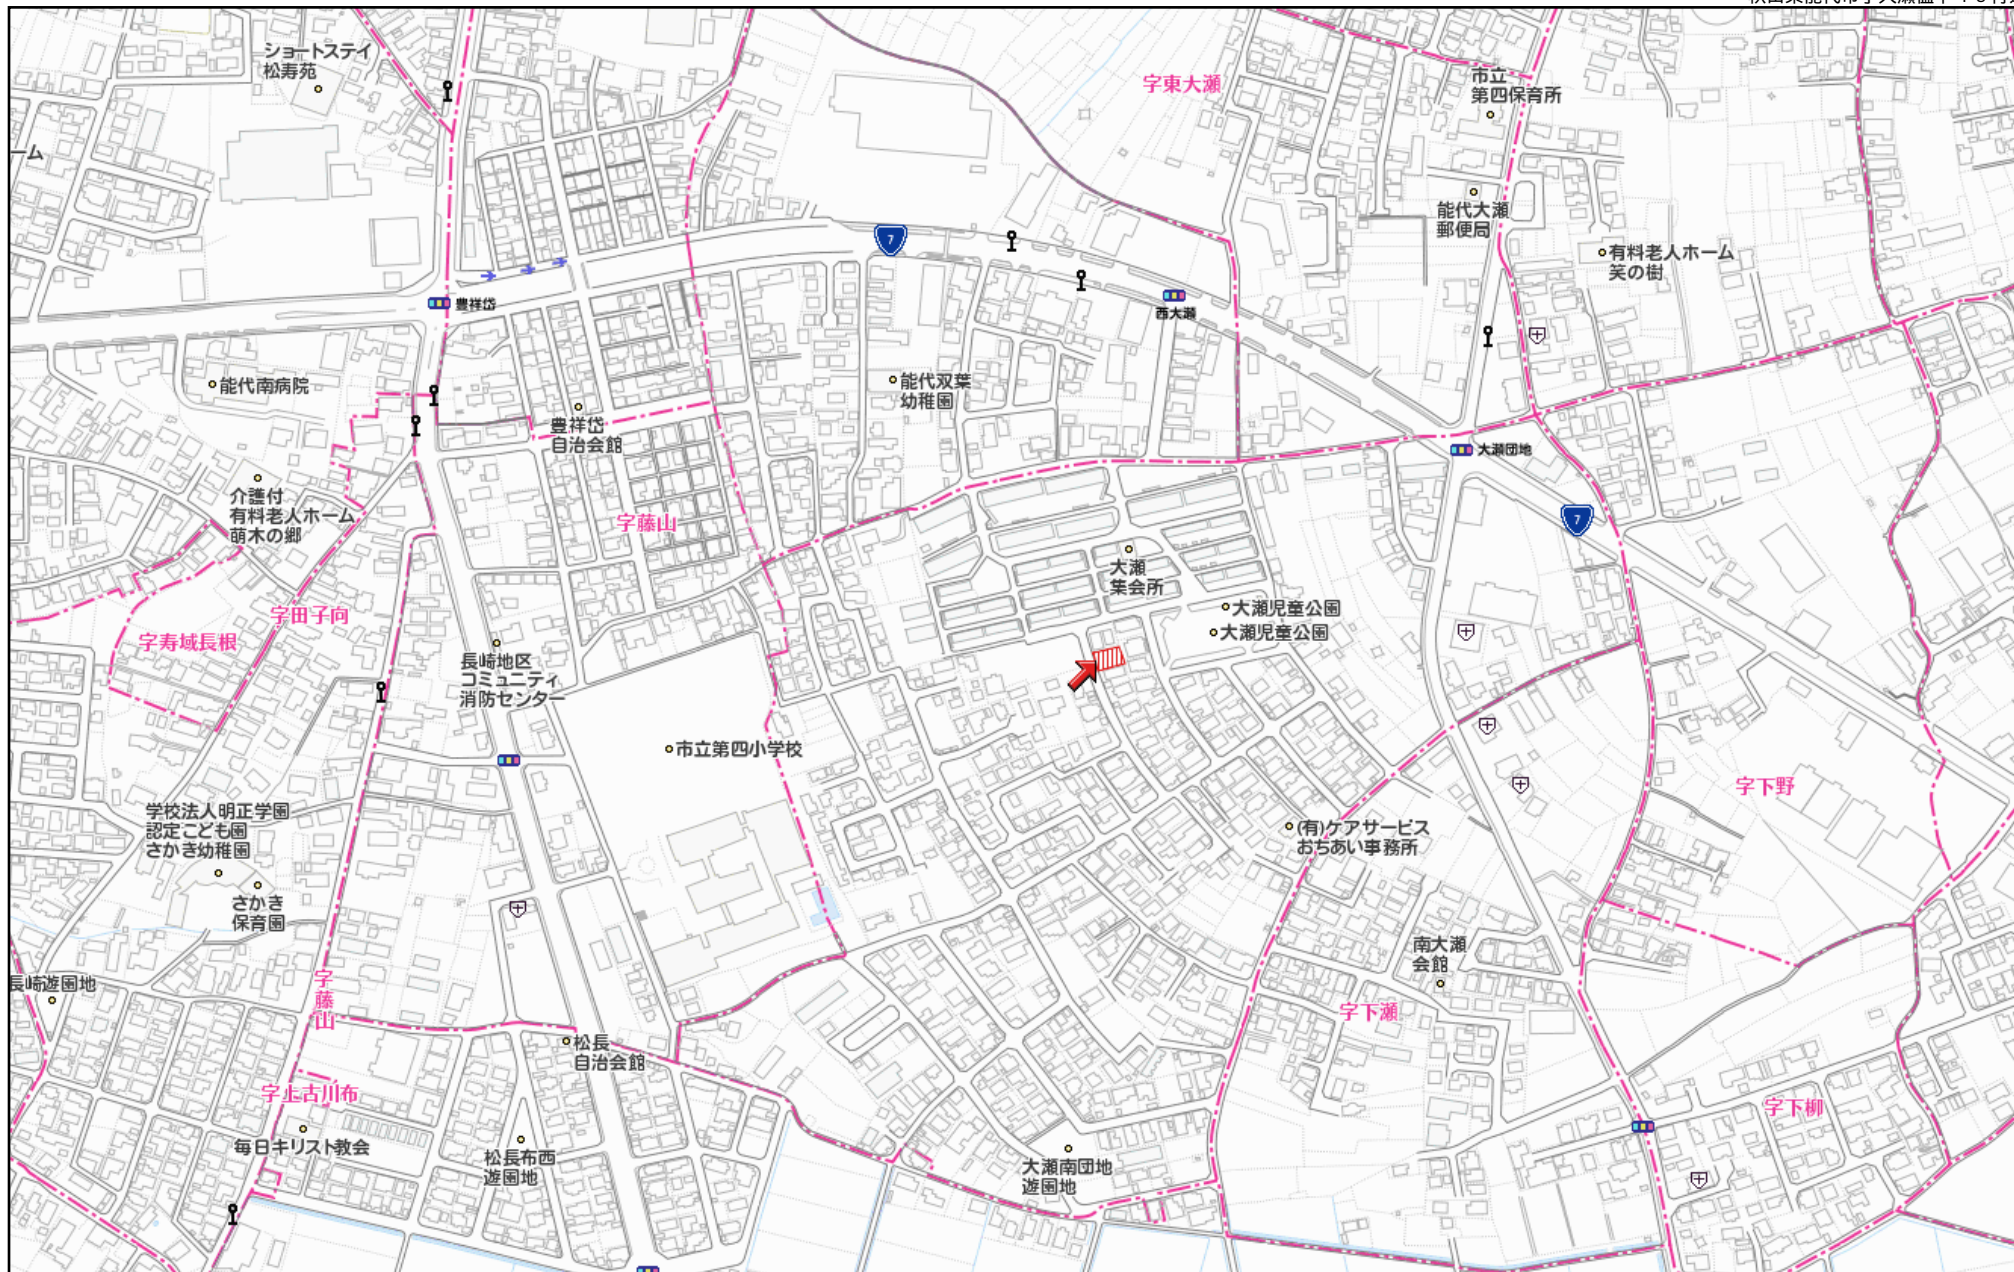 ショートステイ
松寿苑
字東大瀬
市立
第四保育所
ーム
能代大瀬
郵便局
7
有料老人ホーム
笑の樹
豊祥岱
西大瀬
能代南病院
能代双葉
幼稚園
豊祥岱
自治会館
大瀬団地
介護付
有料老人ホーム
萌木の郷
字藤山
7
大瀬
集会所
大瀬児童公園
大瀬児童公園
字田子向
字寿域長根
長崎地区
コミュニティ
消防センター
市立第四小学校
字下野
学校法人明正学園
認定こども園
さかき幼稚園
(有)ケアサービス
おちあい事務所
さかき
保育園
南大瀬
会館
長崎遊園地
字藤山
字下瀬
松長
自治会館
字上古川布
字下柳
毎日キリスト教会
松長布西
遊園地
大瀬南団地
遊園地